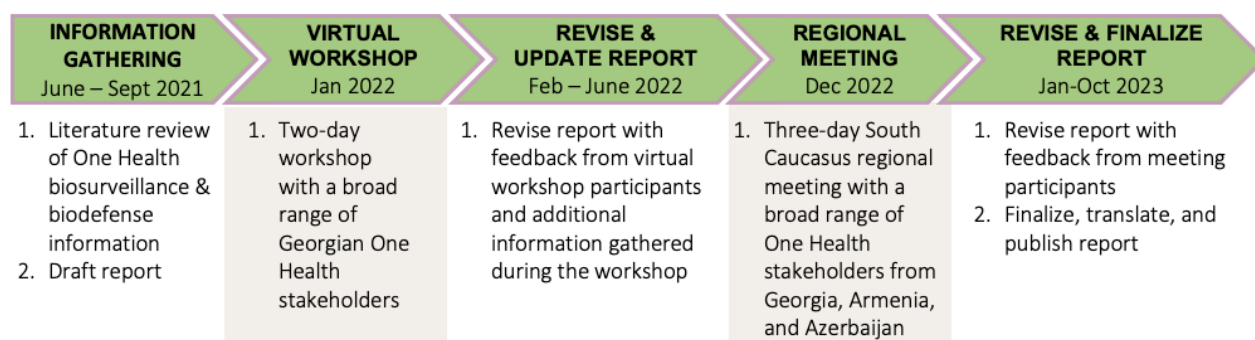 INFORMATION
GATHERING
June – Sept 2021
VIRTUAL
WORKSHOP
Jan 2022
REVISE &
UPDATE REPORT
Feb – June 2022
REGIONAL
MEETING
Dec 2022
REVISE & FINALIZE
REPORT
Jan-Oct 2023
1. Literature review
of One Health
biosurveillance &
biodefense
information
2. Draft report
1. Two-day
workshop
with a broad
range of
Georgian One
Health
stakeholders
1. Revise report with
feedback from virtual
workshop participants
and additional
information gathered
during the workshop
1. Three-day South
Caucasus regional
meeting with a
broad range of
One Health
stakeholders from
Georgia, Armenia,
and Azerbaijan
1. Revise report with
feedback from meeting
participants
2. Finalize, translate, and
publish report